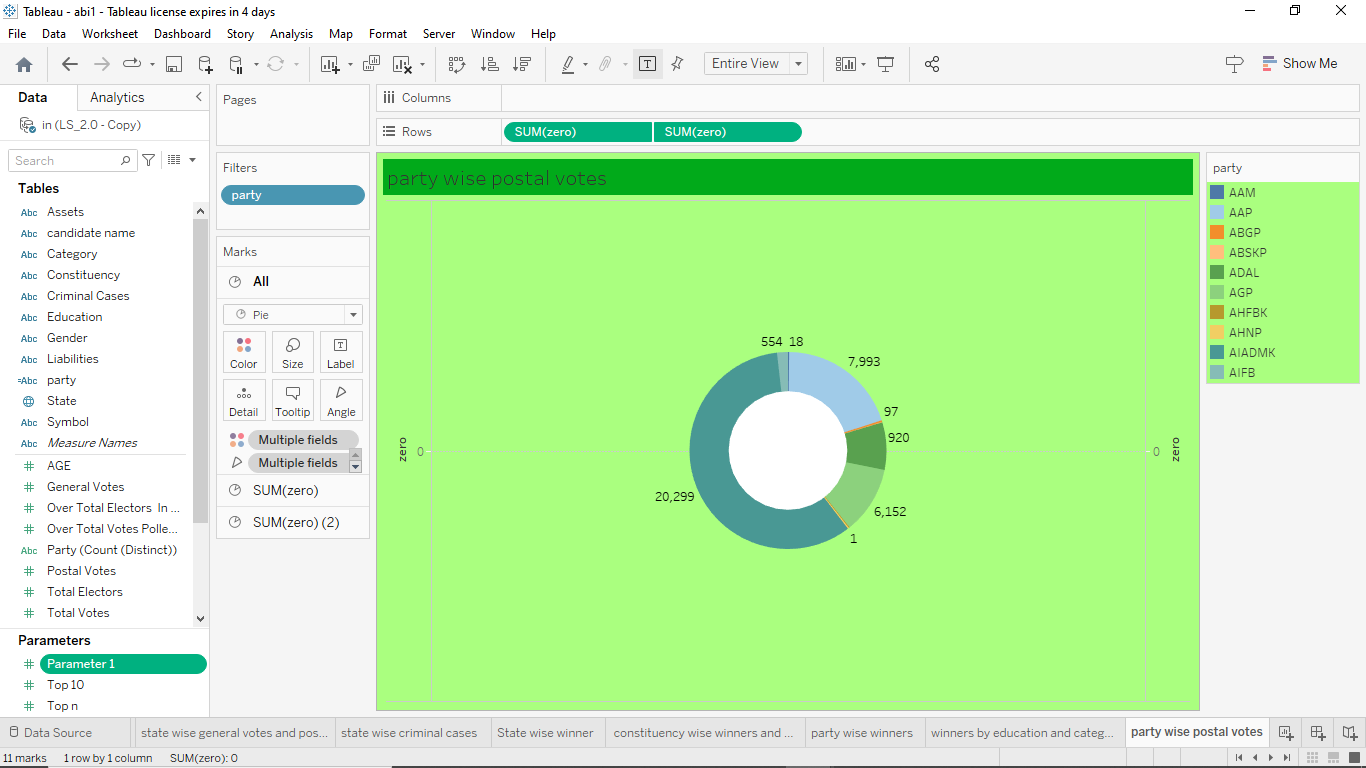 Tableau - abi1 - Tableau license expires in 4 days
File Data Worksheet Dashboard Story Analysis Map Format Server Window Help
Entire View
Show Me
Data Analytics
in (LS_2.0 - Copy)
Search
Tables
Abc Assets
Abc candidate name
Abc Category
Abc Constituency
Abc Criminal Cases
Abc Education
Abc Gender
Abc Liabilities
=Abc party
State
Abc Symbol
Abc Measure Names
# AGE
# General Votes
# Over Total Electors In ...
# Over Total Votes Polle...
Abc Party (Count (Distinct))
# Postal Votes
# Total Electors
# Total Votes
Parameters
# Parameter 1
# Top 10
# Top n
Pages
Filters
party
Marks
All
Pie
Color Size Label
Detail Tooltip Angle
Multiple fields
Multiple fields
SUM(zero)
SUM(zero) (2)
Columns
Rows SUM(zero) SUM(zero)
party wise postal votes
554 18
7,993
97
920
zero 0
0 zero
20,299
6,152
1
party
AAM
AAP
ABGP
ABSKP
ADAL
AGP
AHFBK
AHNP
AIADMK
AIFB
Data Source state wise general votes and pos... state wise criminal cases State wise winner constituency wise winners and ... party wise winners winners by education and categ... party wise postal votes
11 marks 1 row by 1 column SUM(zero): 0